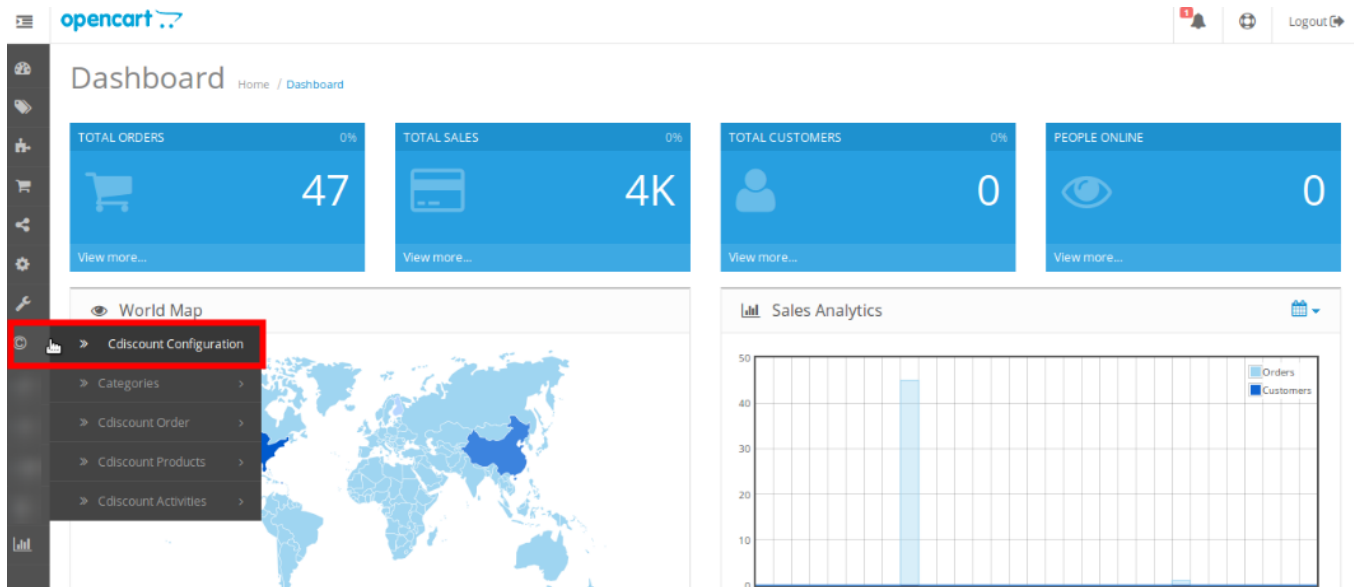 opencart
1
Logout
Dashboard Home / Dashboard
TOTAL ORDERS 0%
47
View more...
TOTAL SALES 0%
4K
View more...
TOTAL CUSTOMERS 0%
0
View more...
PEOPLE ONLINE
0
View more...
World Map
Sales Analytics
© » Cdiscount Configuration
» Categories >
» Cdiscount Order >
» Cdiscount Products >
» Cdiscount Activities >
50
40
30
20
10
0
Orders
Customers